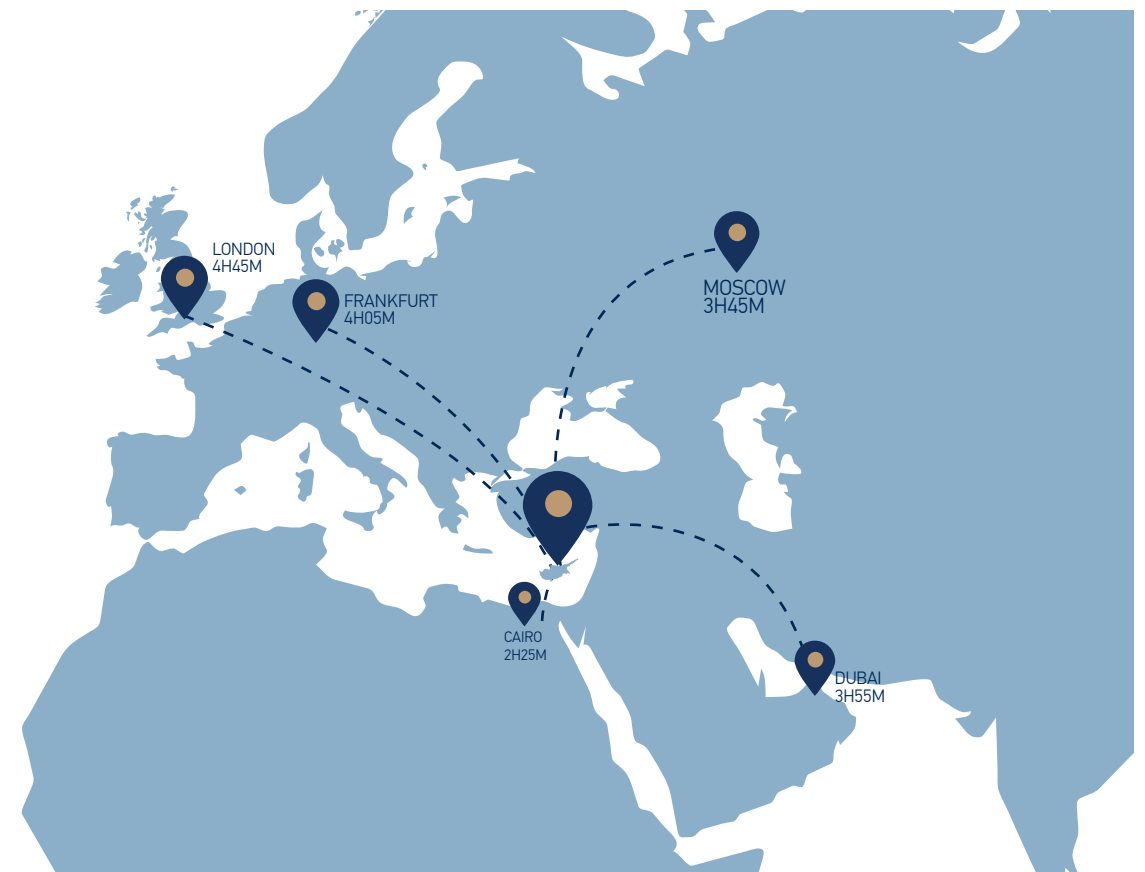 LONDON
4H45M
FRANKFURT
4H05M
MOSCOW
3H45M
CAIRO
2H25M
DUBAI
3H55M